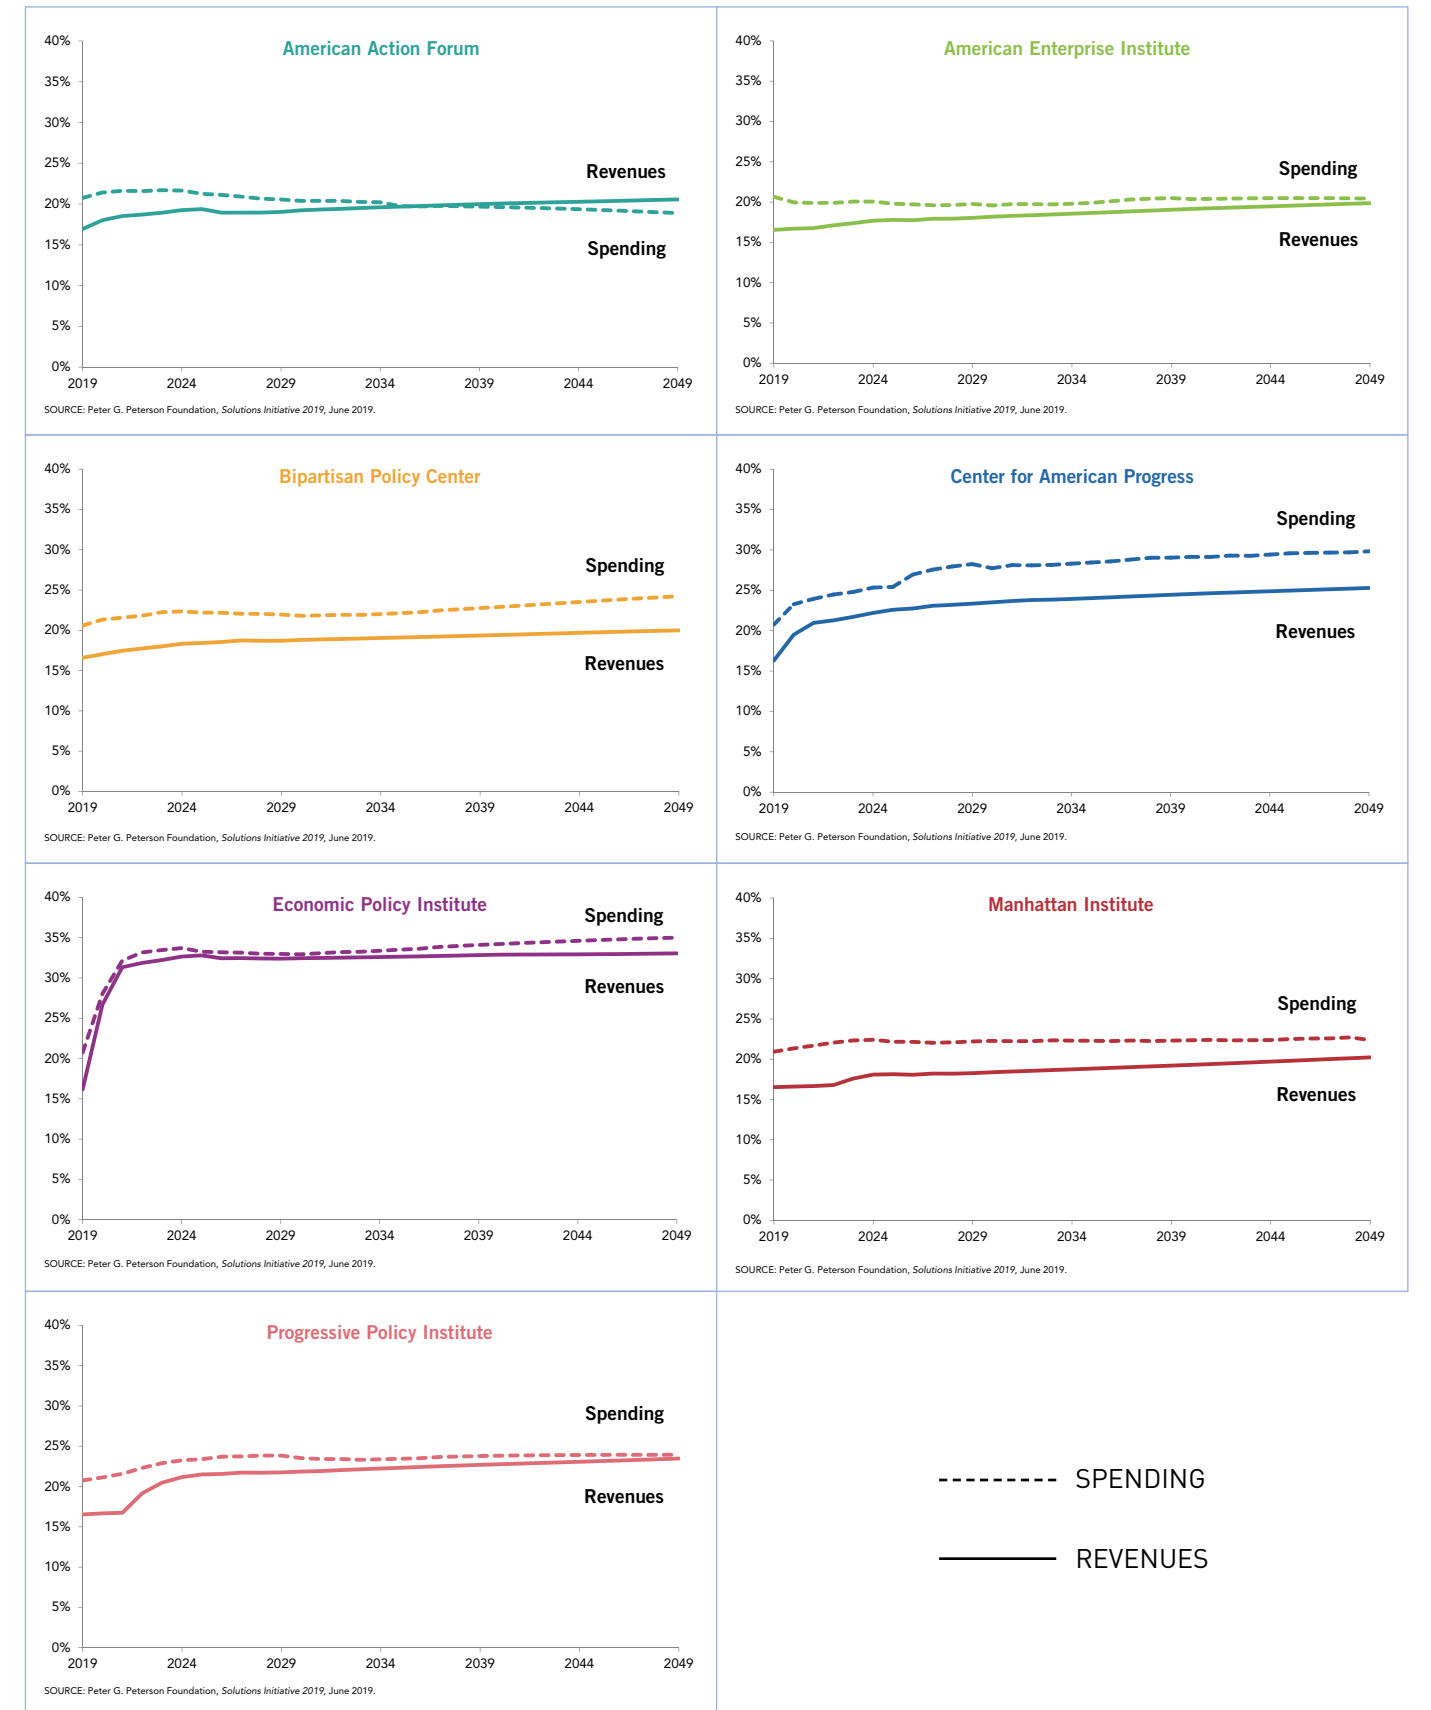 American Action Forum
40%
35%
30%
25%
20%
15%
10%
5%
0%
Revenues
Spending
2019 2024 2029 2034 2039 2044 2049
SOURCE: Peter G. Peterson Foundation, Solutions Initiative 2019, June 2019.
American Enterprise Institute
40%
35%
30%
25%
20%
15%
10%
5%
0%
Spending
Revenues
2019 2024 2029 2034 2039 2044 2049
SOURCE: Peter G. Peterson Foundation, Solutions Initiative 2019, June 2019.
Bipartisan Policy Center
40%
35%
30%
25%
20%
15%
10%
5%
0%
Spending
Revenues
2019 2024 2029 2034 2039 2044 2049
SOURCE: Peter G. Peterson Foundation, Solutions Initiative 2019, June 2019.
Center for American Progress
40%
35%
30%
25%
20%
15%
10%
5%
0%
Spending
Revenues
2019 2024 2029 2034 2039 2044 2049
SOURCE: Peter G. Peterson Foundation, Solutions Initiative 2019, June 2019.
Economic Policy Institute
40%
35%
30%
25%
20%
15%
10%
5%
0%
Spending
Revenues
2019 2024 2029 2034 2039 2044 2049
SOURCE: Peter G. Peterson Foundation, Solutions Initiative 2019, June 2019.
Manhattan Institute
40%
35%
30%
25%
20%
15%
10%
5%
0%
Spending
Revenues
2019 2024 2029 2034 2039 2044 2049
SOURCE: Peter G. Peterson Foundation, Solutions Initiative 2019, June 2019.
Progressive Policy Institute
40%
35%
30%
25%
20%
15%
10%
5%
0%
Spending
Revenues
2019 2024 2029 2034 2039 2044 2049
SOURCE: Peter G. Peterson Foundation, Solutions Initiative 2019, June 2019.
SPENDING
REVENUES